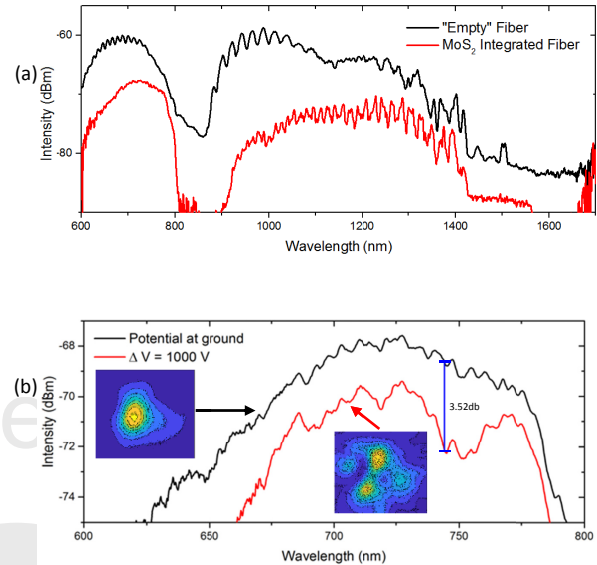 (a)
Intensity (dBm)
-60
-80
"Empty" Fiber
MoS2 Integrated Fiber
600 800 1000 1200 1400 1600
Wavelength (nm)
(b)
Intensity (dBm)
-68
-70
-72
-74
Potential at ground
Δ V = 1000 V
3.52db
600 650 700 750 800
Wavelength (nm)